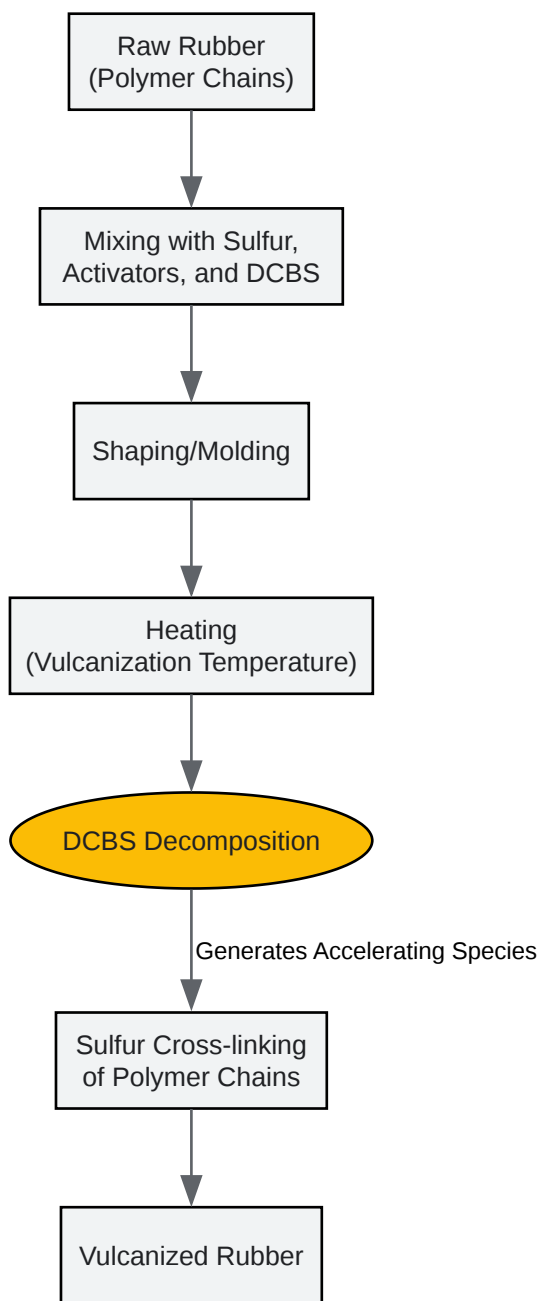 Raw Rubber
(Polymer Chains)
Mixing with Sulfur,
Activators, and DCBS
Shaping/Molding
Heating
(Vulcanization Temperature)
DCBS Decomposition
Generates Accelerating Species
Sulfur Cross-linking
of Polymer Chains
Vulcanized Rubber